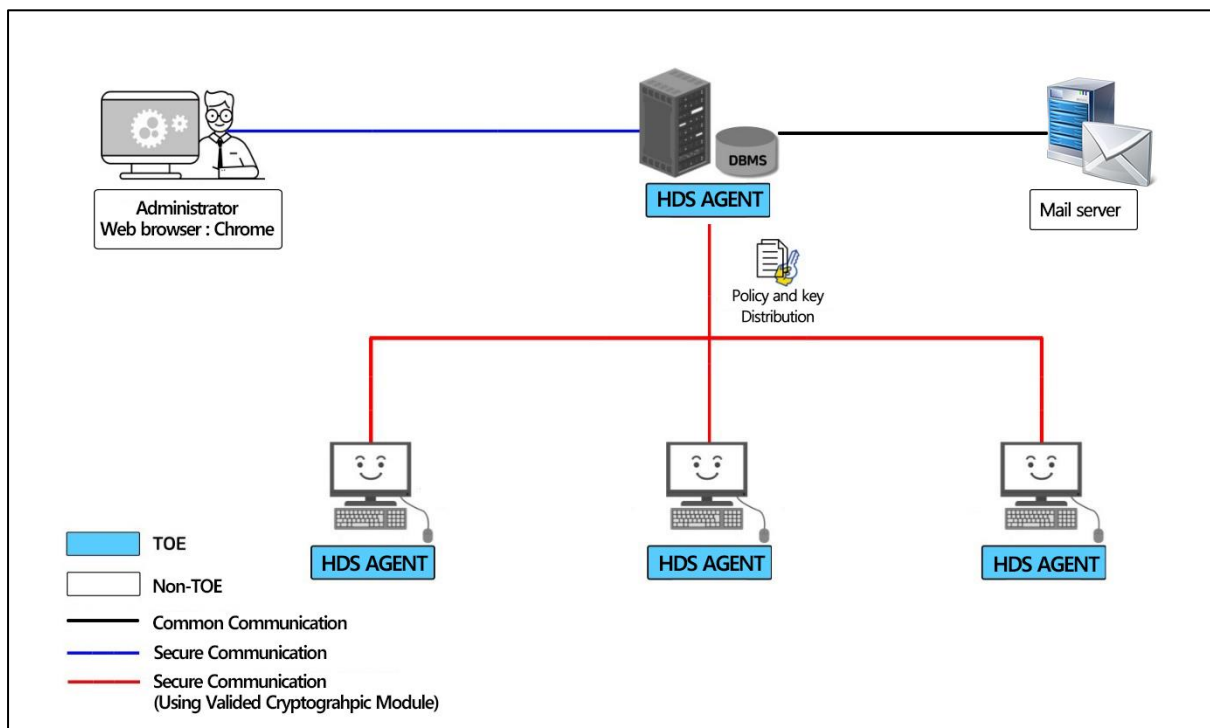 DBMS
HDS AGENT
Administrator
Web browser : Chrome
Mail server
Policy and key
Distribution
HDS AGENT
HDS AGENT
HDS AGENT
TOE
Non-TOE
Common Communication
Secure Communication
Secure Communication
(Using Valided Cryptograhpic Module)